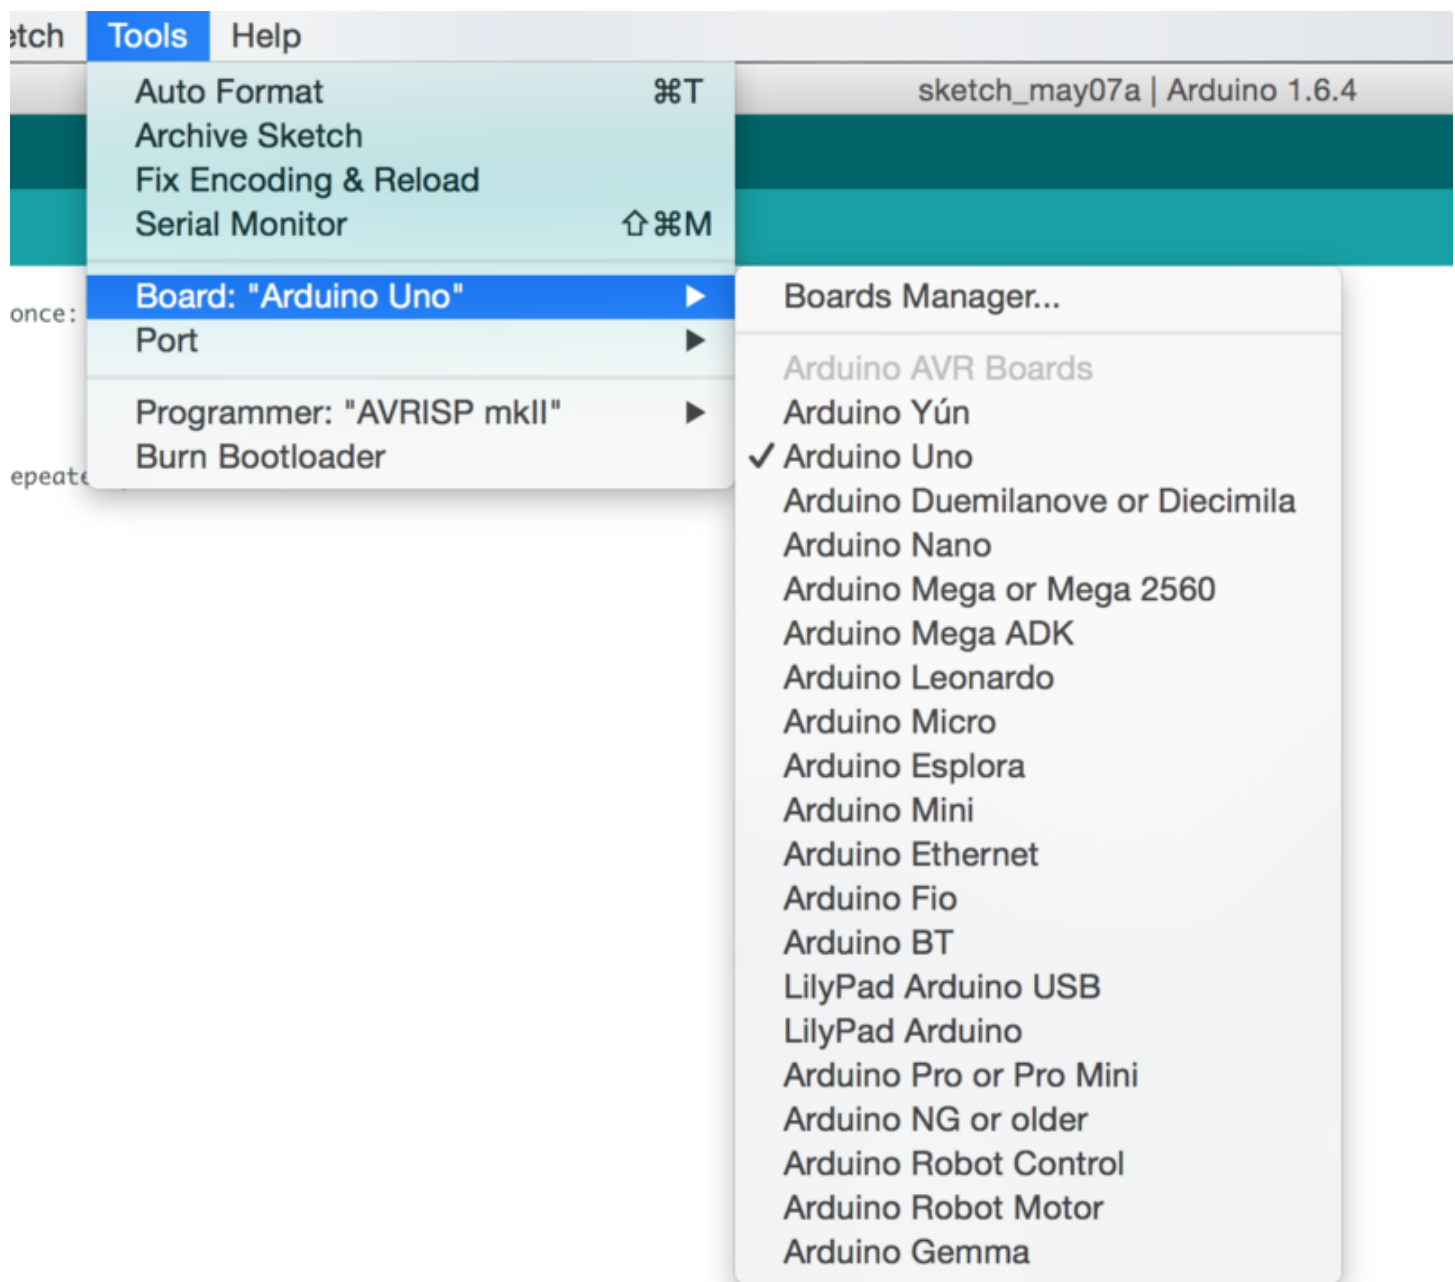 etch Tools Help
sketch_may07a | Arduino 1.6.4
Auto Format ⌘T
Archive Sketch
Fix Encoding & Reload
Serial Monitor ⇧⌘M
Board: "Arduino Uno" ▶
Port ▶
Programmer: "AVRISP mkII" ▶
Burn Bootloader
once:
epeate
Boards Manager...
Arduino AVR Boards
Arduino Yún
✓ Arduino Uno
Arduino Duemilanove or Diecimila
Arduino Nano
Arduino Mega or Mega 2560
Arduino Mega ADK
Arduino Leonardo
Arduino Micro
Arduino Esplora
Arduino Mini
Arduino Ethernet
Arduino Fio
Arduino BT
LilyPad Arduino USB
LilyPad Arduino
Arduino Pro or Pro Mini
Arduino NG or older
Arduino Robot Control
Arduino Robot Motor
Arduino Gemma